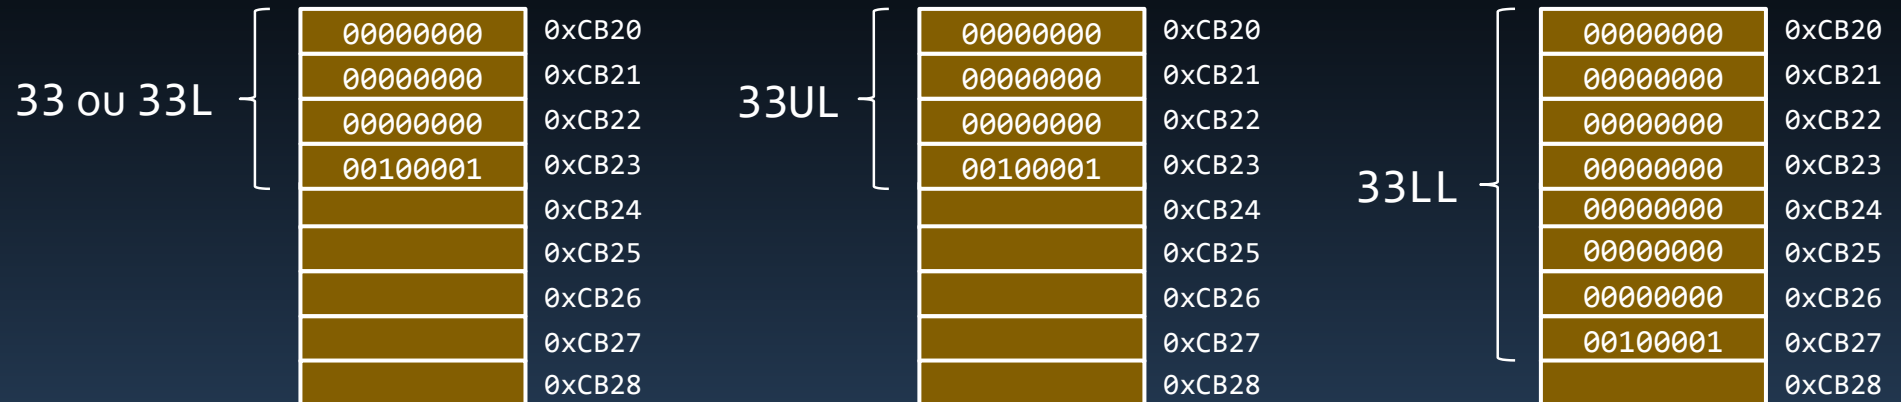 00000000 0xCB20 00000000 0xCB20 00000000 0xCB20
00000000 0xCB21 00000000 0xCB21 00000000 0xCB21
33 ou 33L 00000000 0xCB22 33UL 00000000 0xCB22 00000000 0xCB22
00100001 0xCB23 00100001 0xCB23 00000000 0xCB23
0xCB24 0xCB24 33LL 00000000 0xCB24
0xCB25 0xCB25 00000000 0xCB25
0xCB26 0xCB26 00000000 0xCB26
0xCB27 0xCB27 00100001 0xCB27
0xCB28 0xCB28 0xCB28